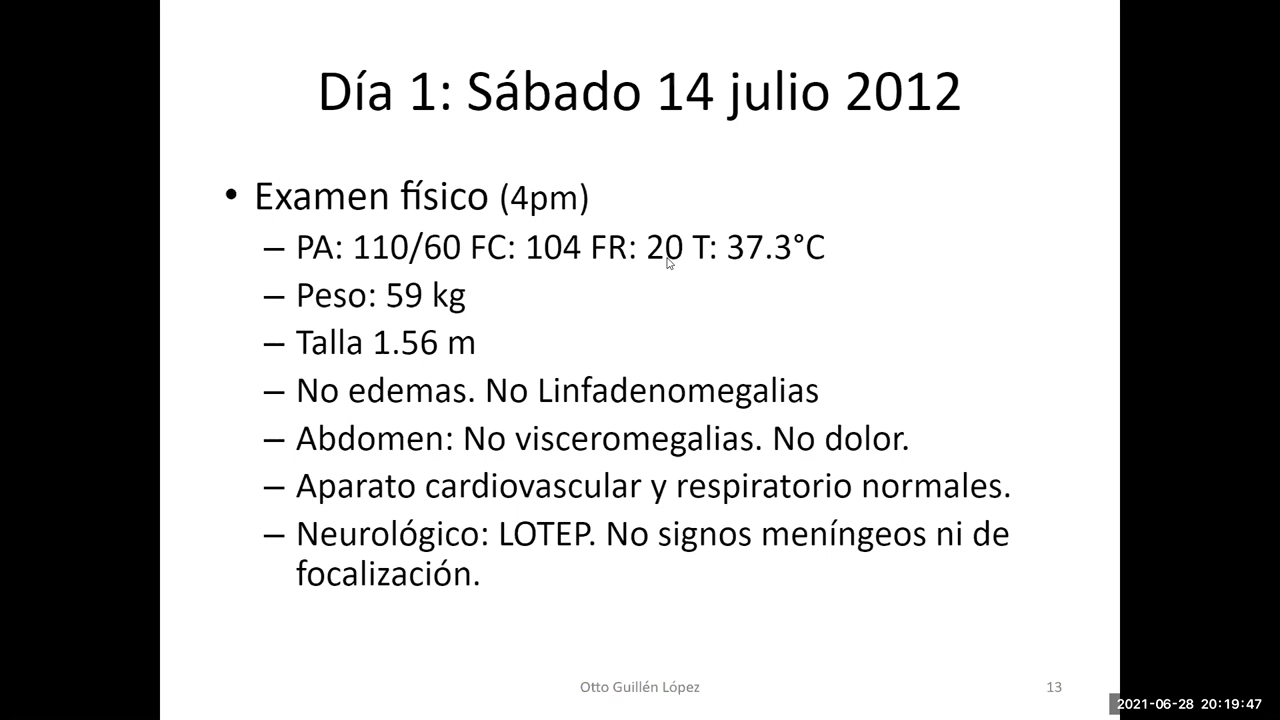 Día 1: Sábado 14 julio 2012
• Examen físico (4pm)
– PA: 110/60 FC: 104 FR: 20 T: 37.3°C
– Peso: 59 kg
– Talla 1.56 m
– No edemas. No Linfadenomegalias
– Abdomen: No visceromegalias. No dolor.
– Aparato cardiovascular y respiratorio normales.
– Neurológico: LOTEP. No signos meníngeos ni de
focalización.
Otto Guillén López
13
2021-06-28 20:19:47